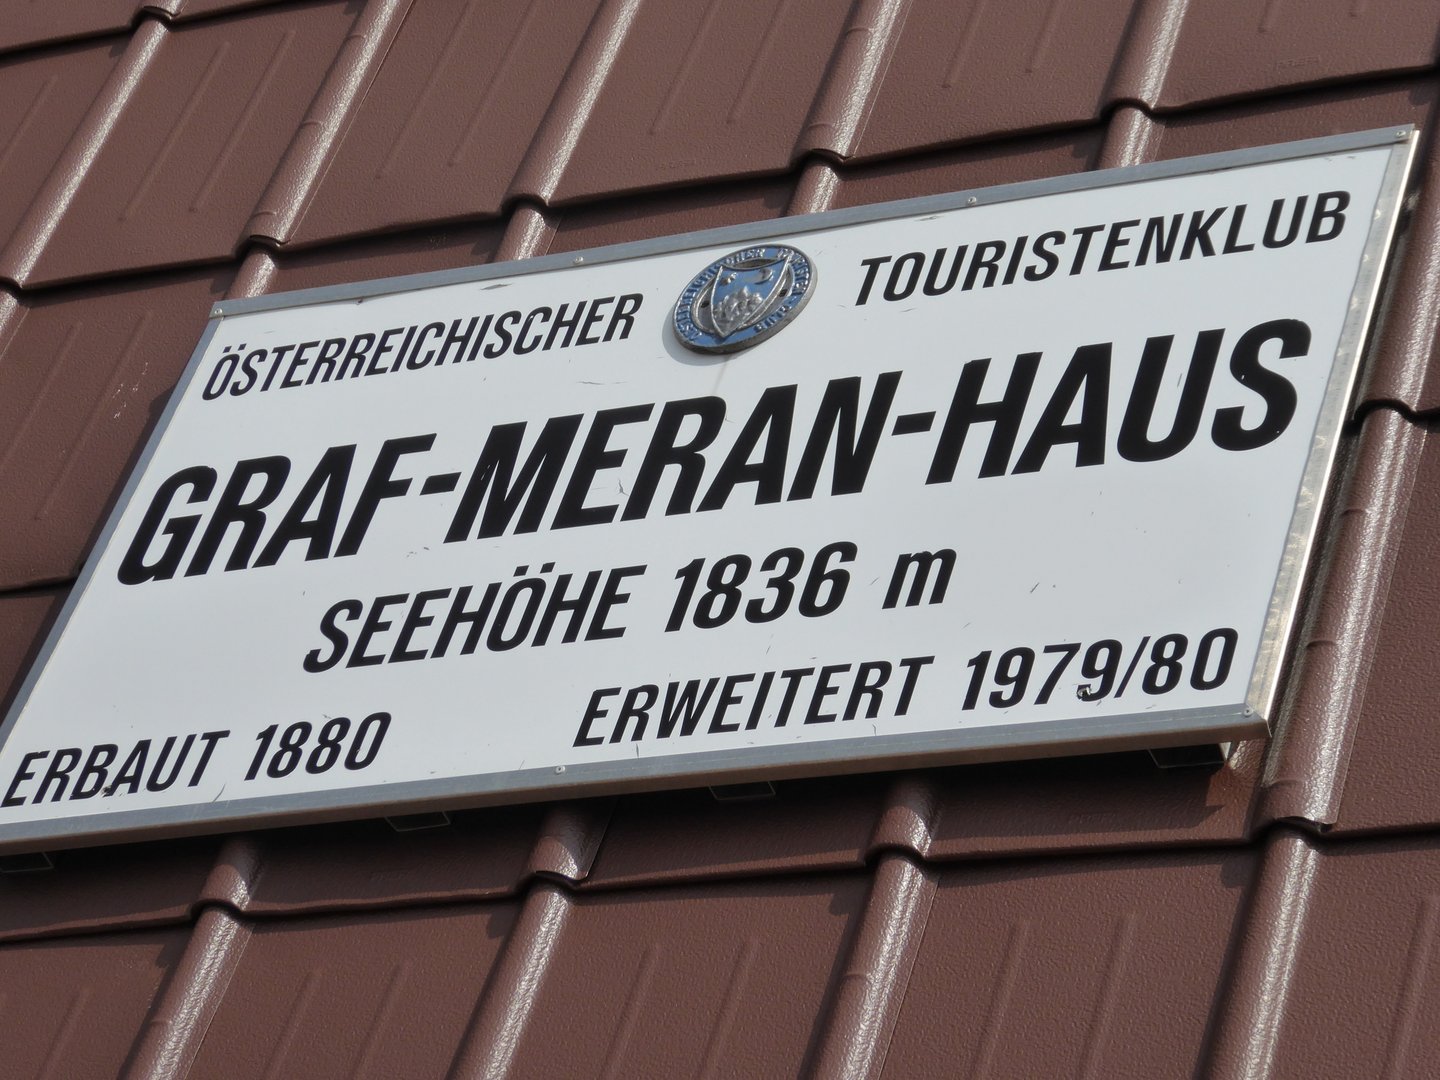 ÖSTERREICHISCHER TOURISTENKLUB
GRAF-MERAN-HAUS
SEEHÖHE 1836 m
ERBAUT 1880 ERWEITERT 1979/80